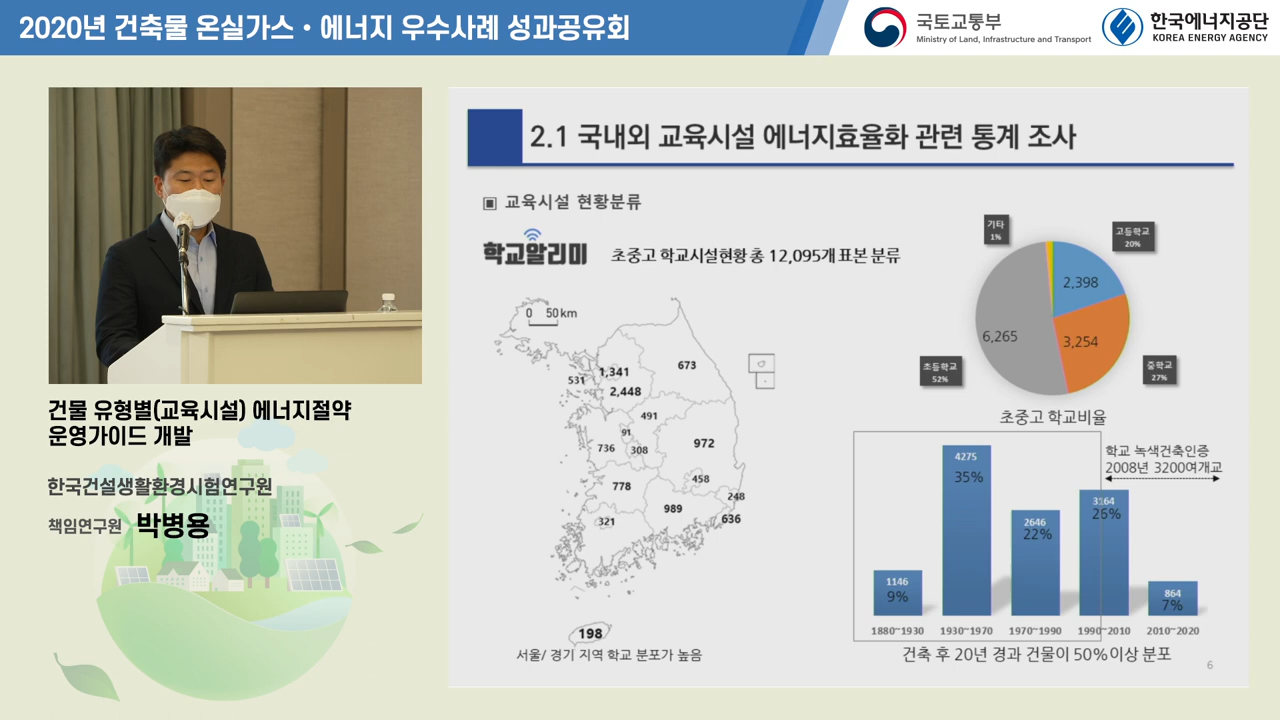 2020년 건축물 온실가스 · 에너지 우수사례 성과공유회
국토교통부
Ministry of Land, Infrastructure and Transport
한국에너지공단
KOREA ENERGY AGENCY
건물 유형별(교육시설) 에너지절약
운영가이드 개발
한국건설생활환경시험연구원
책임연구원 박병용
2.1 국내외 교육시설 에너지효율화 관련 통계 조사
▣ 교육시설 현황분류
학교알리미
초중고 학교시설현황 총 12,095개 표본 분류
0 50 km
1,341
531
2,448
673
491
91
736
308
972
778
458
248
989
321
636
198
서울/ 경기 지역 학교 분포가 높음
기타
1%
고등학교
20%
2,398
6,265
3,254
초등학교
52%
중학교
27%
초중고 학교비율
학교 녹색건축인증
2008년 3200여개교
4275
35%
3164
26%
2646
22%
1146
9%
864
7%
1880~1930 1930~1970 1970~1990 1990~2010 2010~2020
건축 후 20년 경과 건물이 50%이상 분포
6